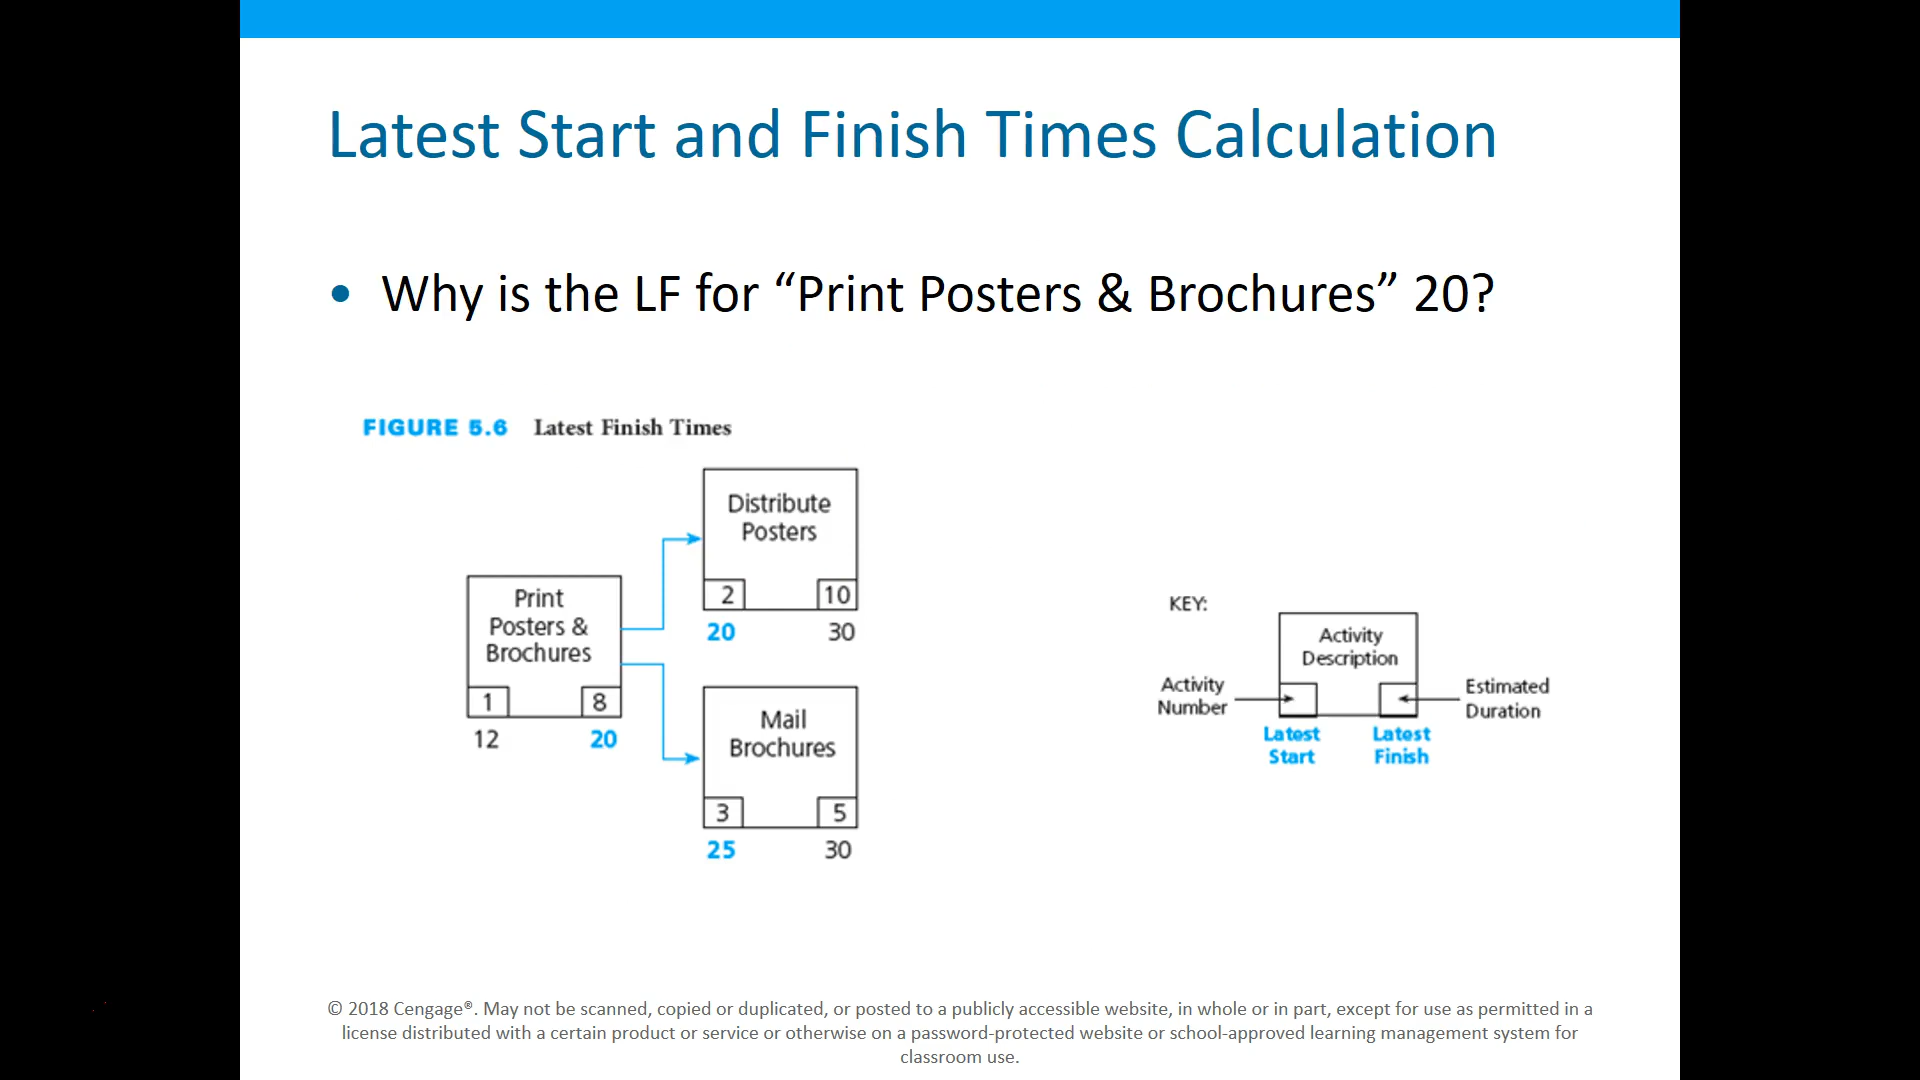 Latest Start and Finish Times Calculation
• Why is the LF for “Print Posters & Brochures” 20?
FIGURE 5.6 Latest Finish Times
Distribute
Posters
2 10
20 30
Print
Posters &
Brochures
1 8
12 20
Mail
Brochures
3 5
25 30
KEY:
Activity
Description
Activity
Number
Estimated
Duration
Latest
Start
Latest
Finish
© 2018 Cengage®. May not be scanned, copied or duplicated, or posted to a publicly accessible website, in whole or in part, except for use as permitted in a
license distributed with a certain product or service or otherwise on a password-protected website or school-approved learning management system for
classroom use.